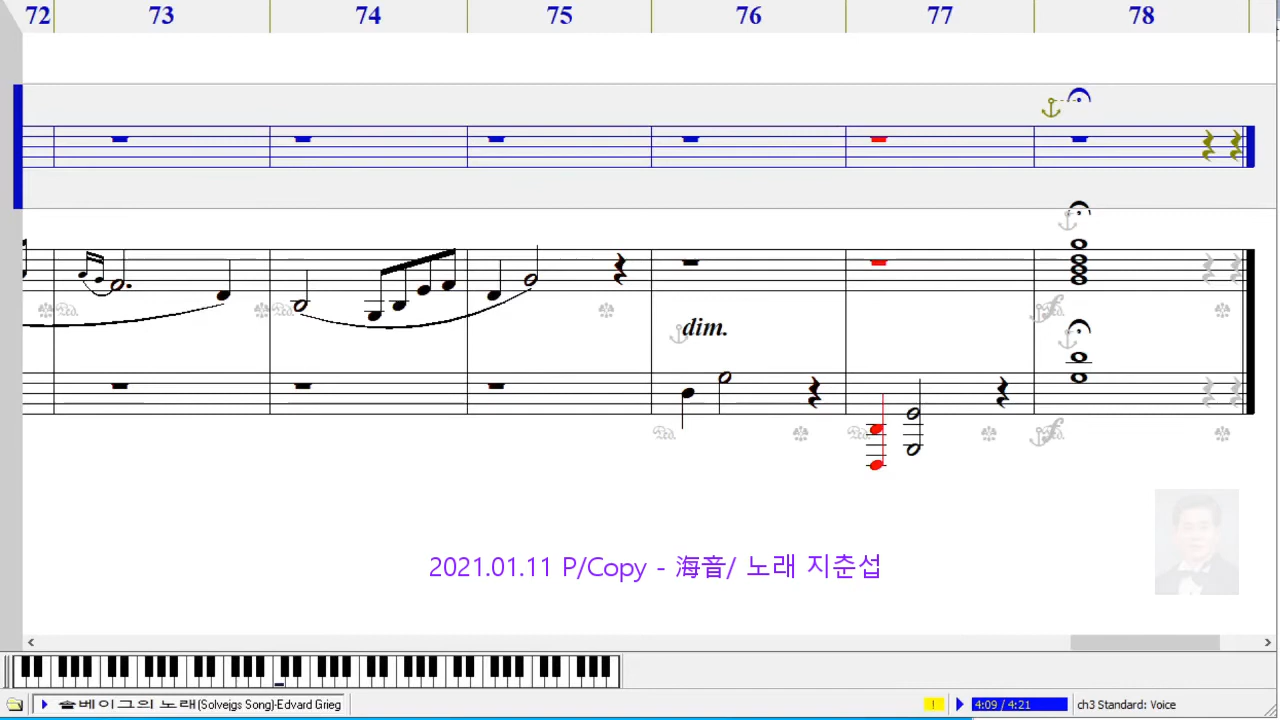 72 73 74 75 76 77 78
dim.
2021.01.11 P/Copy - 海音/ 노래 지춘섭
솔베이그의 노래(Solvejgs Song)-Edvard Grieg ! 4:09 / 4:21 ch3 Standard: Voice